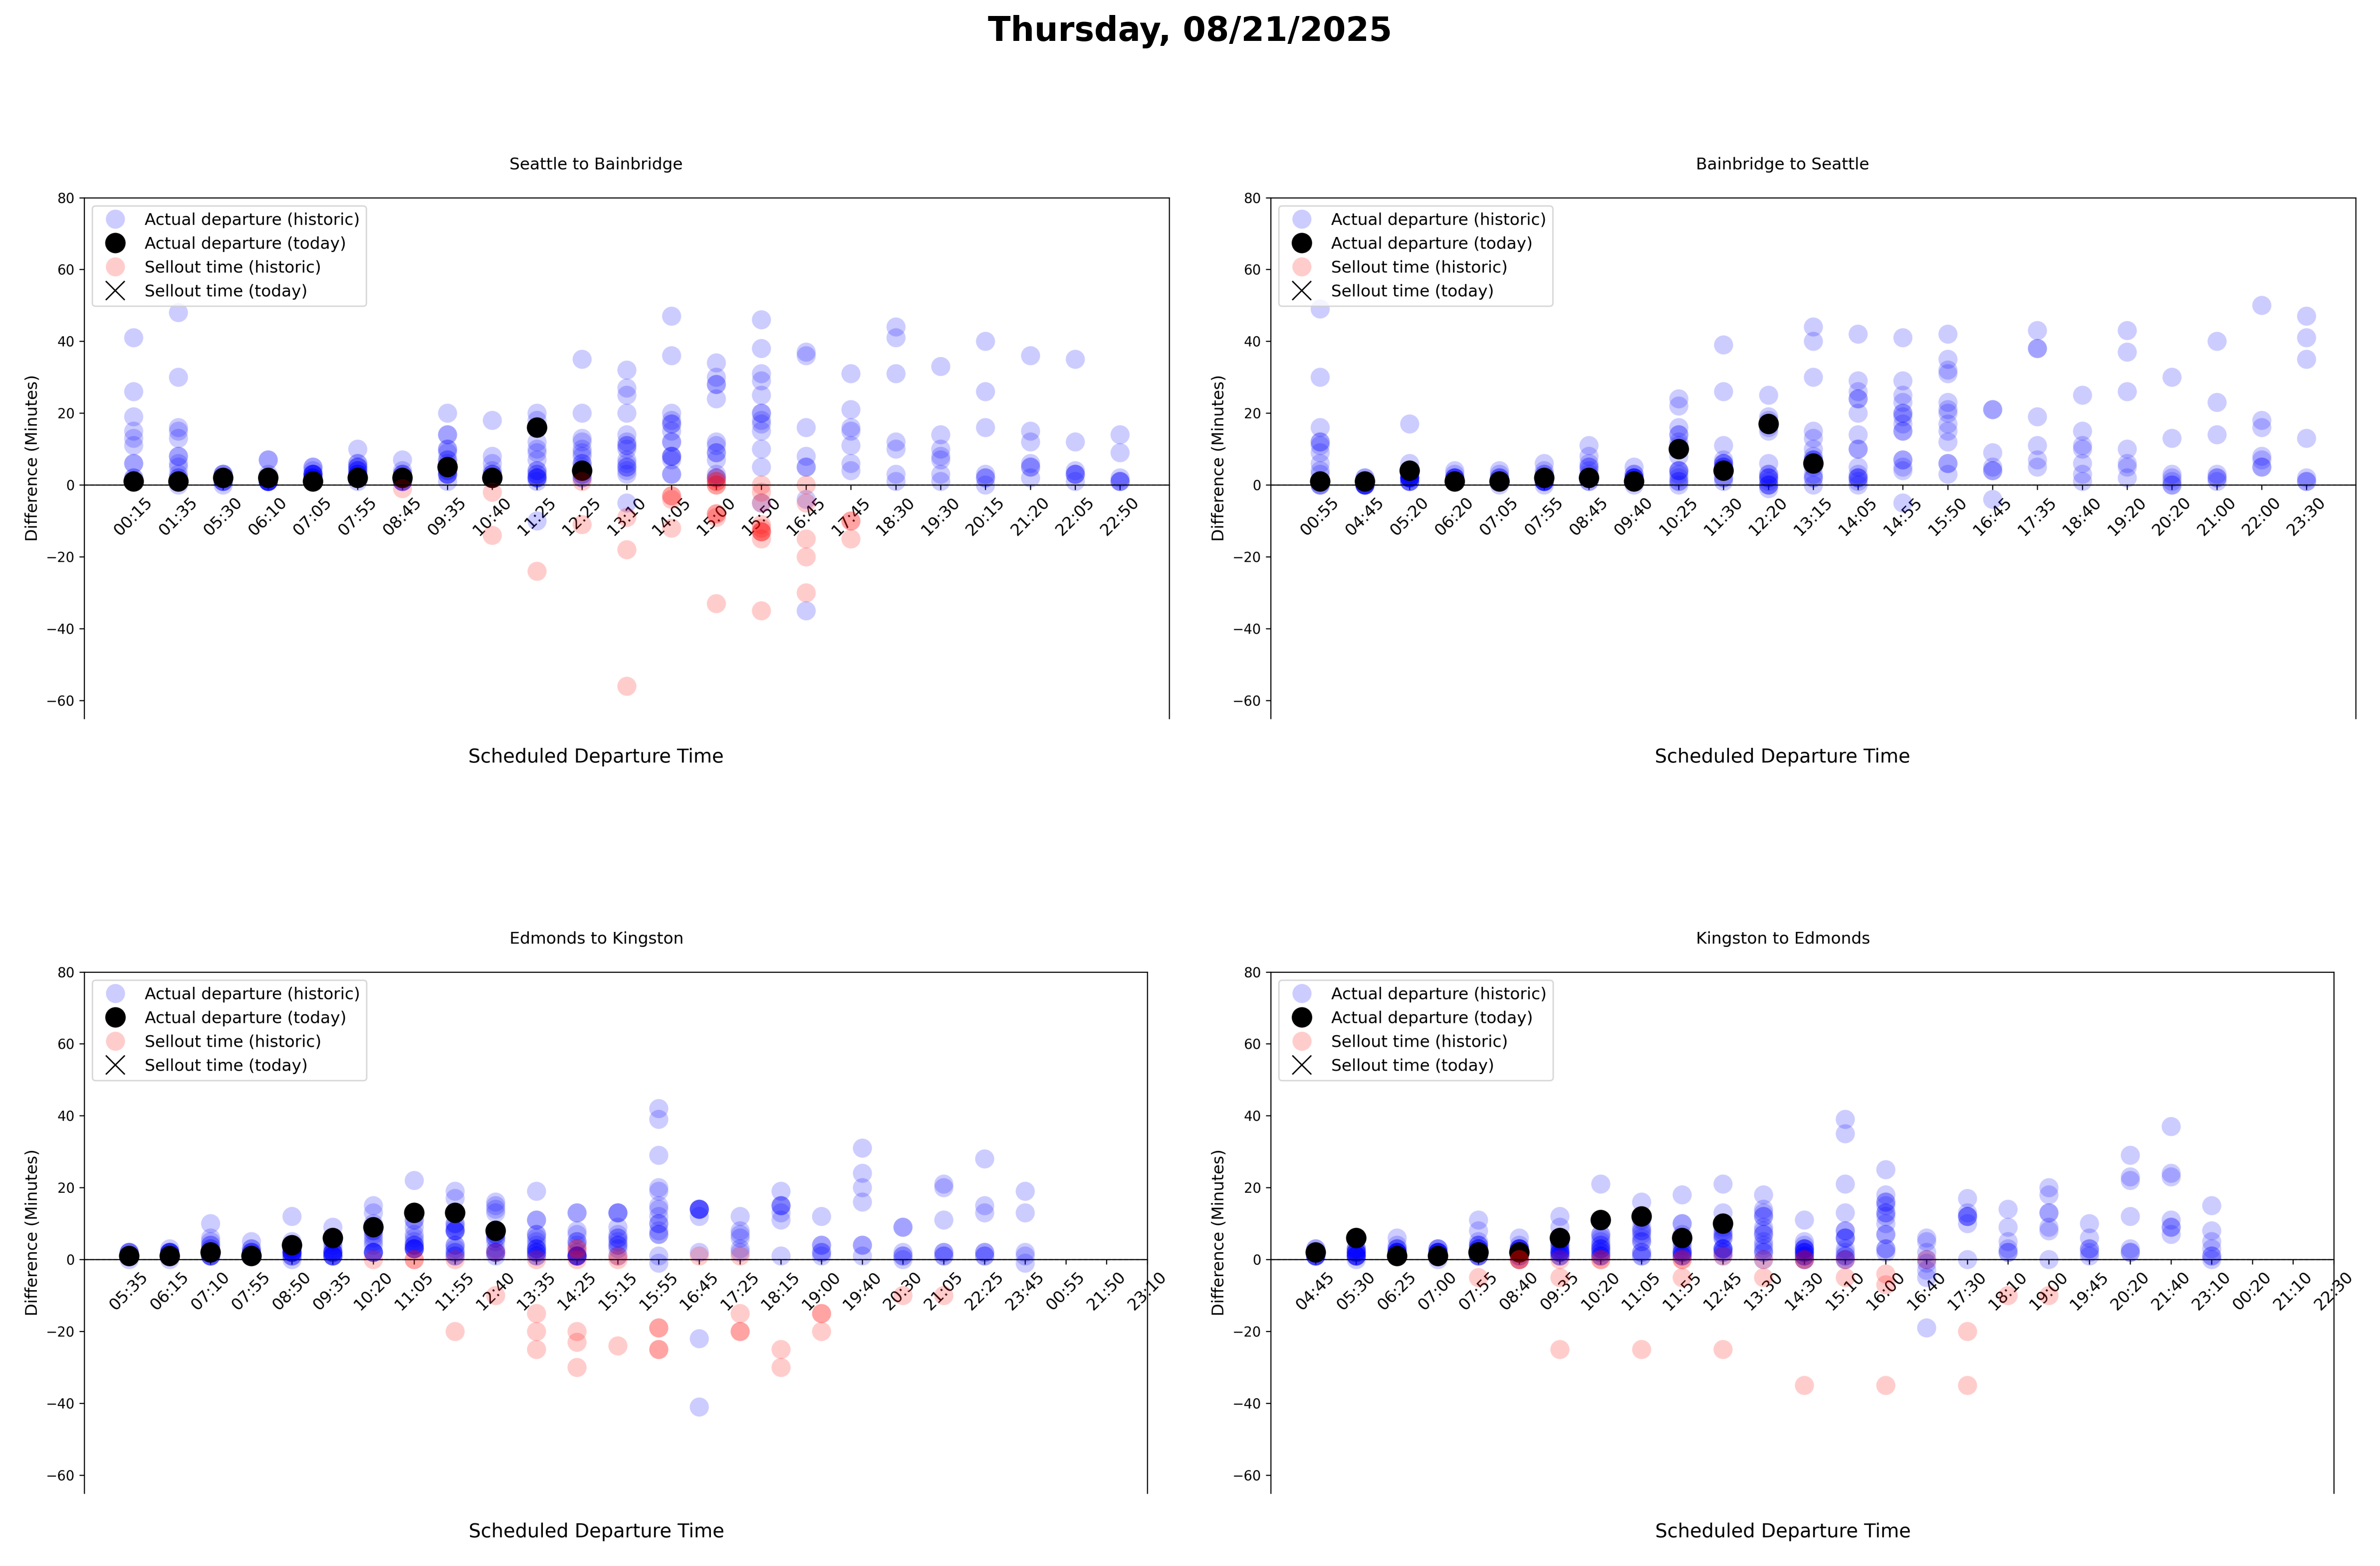 Thursday, 08/21/2025
Seattle to Bainbridge
80
60
40
20
0
−20
−40
−60
Difference (Minutes)
Actual departure (historic)
Actual departure (today)
Sellout time (historic)
Sellout time (today)
00:15 01:35 05:30 06:10 07:05 07:55 08:45 09:35 10:40 11:25 12:25 13:10 14:05 15:00 15:50 16:45 17:45 18:30 19:30 20:15 21:20 22:05 22:50
Scheduled Departure Time
Bainbridge to Seattle
80
60
40
20
0
−20
−40
−60
Difference (Minutes)
Actual departure (historic)
Actual departure (today)
Sellout time (historic)
Sellout time (today)
00:55 04:45 05:20 06:20 07:05 07:55 08:45 09:40 10:25 11:30 12:20 13:15 14:05 14:55 15:50 16:45 17:35 18:40 19:20 20:20 21:00 22:00 23:30
Scheduled Departure Time
Edmonds to Kingston
80
60
40
20
0
−20
−40
−60
Difference (Minutes)
Actual departure (historic)
Actual departure (today)
Sellout time (historic)
Sellout time (today)
05:35 06:15 07:10 07:55 08:50 09:35 10:20 11:05 11:55 12:40 13:35 14:25 15:15 15:55 16:45 17:25 18:15 19:00 19:40 20:30 21:05 22:25 23:45 00:55 21:50 23:10
Scheduled Departure Time
Kingston to Edmonds
80
60
40
20
0
−20
−40
−60
Difference (Minutes)
Actual departure (historic)
Actual departure (today)
Sellout time (historic)
Sellout time (today)
04:45 05:30 06:25 07:00 07:55 08:40 09:35 10:20 11:05 11:55 12:45 13:30 14:30 15:10 16:00 16:40 17:30 18:10 19:00 19:45 20:20 21:40 23:10 00:20 21:10 22:30
Scheduled Departure Time